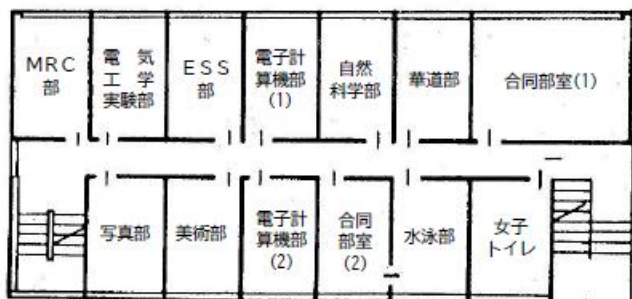 MRC
部
電 気
工 学
実験部
ESS
部
電子計
算機部
(1)
自然
科学部
華道部
合同部室(1)
写真部
美術部
電子計
算機部
(2)
合同
部室
(2)
水泳部
女子
トイレ